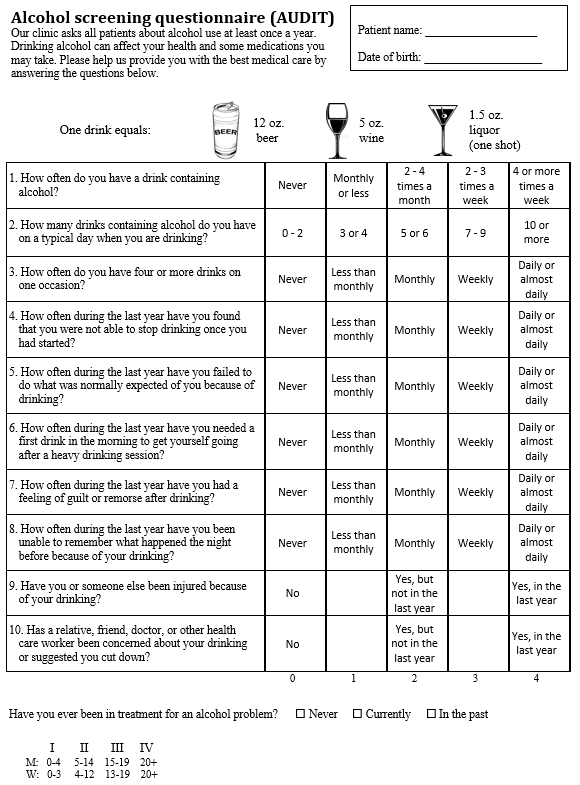 Alcohol screening questionnaire (AUDIT)
Our clinic asks all patients about alcohol use at least once a year.
Drinking alcohol can affect your health and some medications you
may take. Please help us provide you with the best medical care by
answering the questions below.
Patient name: ____________________
Date of birth: ____________________
One drink equals:
BEER
12 oz.
beer
5 oz.
wine
1.5 oz.
liquor
(one shot)
1. How often do you have a drink containing
alcohol?
Never
Monthly
or less
2 - 4
times a
month
2 - 3
times a
week
4 or more
times a
week
2. How many drinks containing alcohol do you have
on a typical day when you are drinking?
0 - 2
3 or 4
5 or 6
7 - 9
10 or
more
3. How often do you have four or more drinks on
one occasion?
Never
Less than
monthly
Monthly
Weekly
Daily or
almost
daily
4. How often during the last year have you found
that you were not able to stop drinking once you
had started?
Never
Less than
monthly
Monthly
Weekly
Daily or
almost
daily
5. How often during the last year have you failed to
do what was normally expected of you because of
drinking?
Never
Less than
monthly
Monthly
Weekly
Daily or
almost
daily
6. How often during the last year have you needed a
first drink in the morning to get yourself going
after a heavy drinking session?
Never
Less than
monthly
Monthly
Weekly
Daily or
almost
daily
7. How often during the last year have you had a
feeling of guilt or remorse after drinking?
Never
Less than
monthly
Monthly
Weekly
Daily or
almost
daily
8. How often during the last year have you been
unable to remember what happened the night
before because of your drinking?
Never
Less than
monthly
Monthly
Weekly
Daily or
almost
daily
9. Have you or someone else been injured because
of your drinking?
No
Yes, but
not in the
last year
Yes, in the
last year
10. Has a relative, friend, doctor, or other health
care worker been concerned about your drinking
or suggested you cut down?
No
Yes, but
not in the
last year
Yes, in the
last year
0 1 2 3 4
Have you ever been in treatment for an alcohol problem? ☐ Never ☐ Currently ☐ In the past
I II III IV
M: 0-4 5-14 15-19 20+
W: 0-3 4-12 13-19 20+